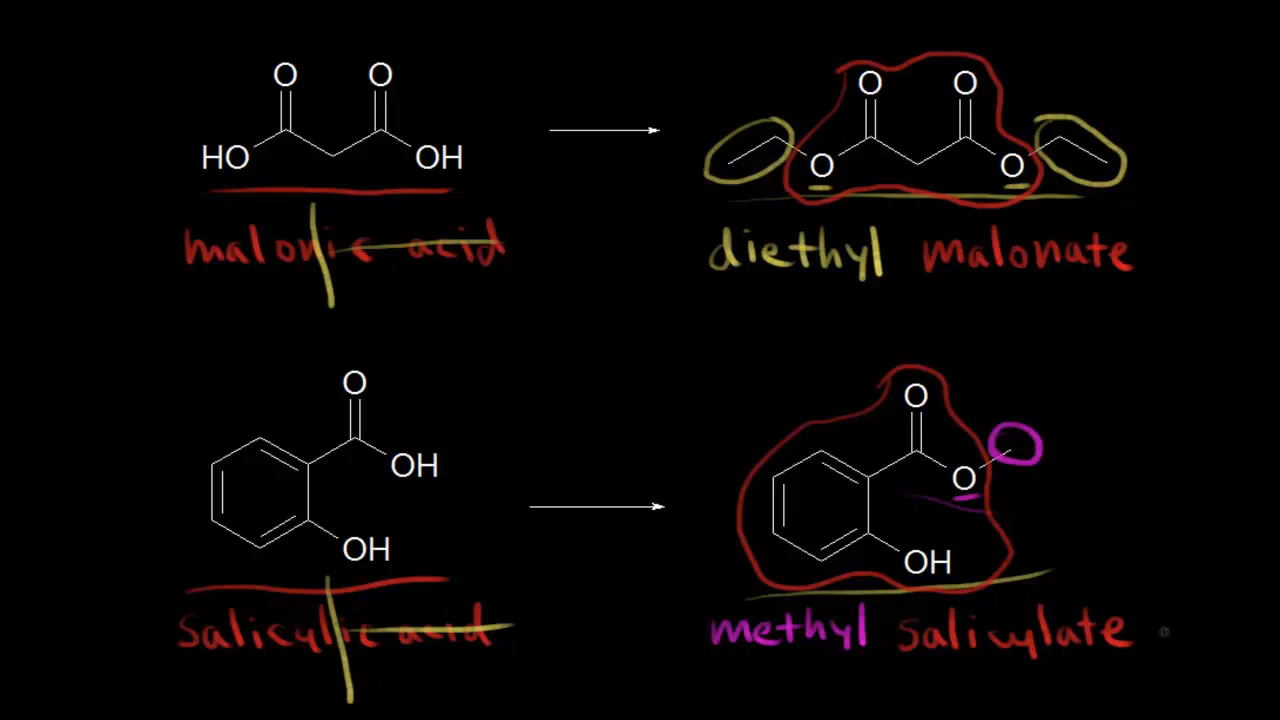 O O O O
HO OH O O
malonic acid diethyl malonate
O O
OH O
OH OH
salicylic acid methyl salicylate